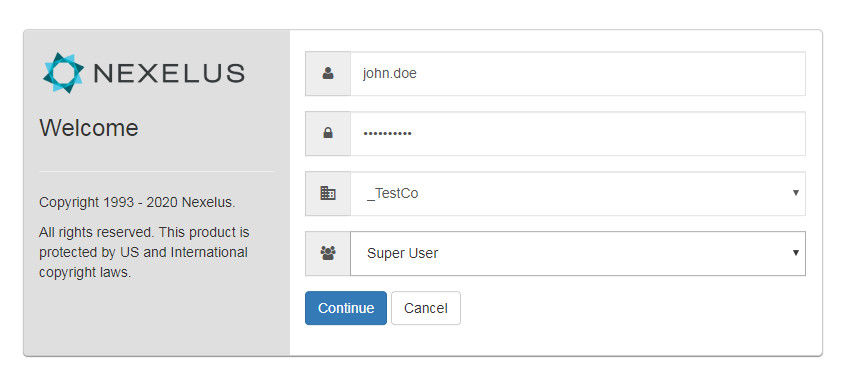 NEXELUS
Welcome
Copyright 1993 - 2020 Nexelus.
All rights reserved. This product is
protected by US and International
copyright laws.
john.doe
••••••••••
_TestCo
Super User
Continue Cancel